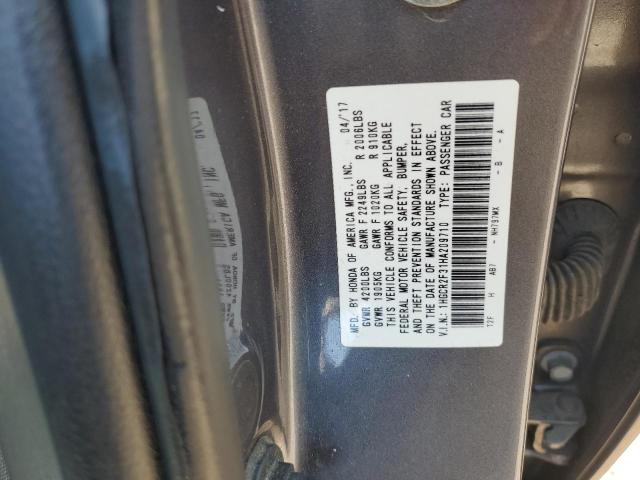 MFD. BY HONDA OF AMERICA MFG., INC. 04/'17
GVWR 4200LBS GAWR F 2249LBS R 2006LBS
GVWR 1905KG GAWR F 1020KG R 910KG
THIS VEHICLE CONFORMS TO ALL APPLICABLE
FEDERAL MOTOR VEHICLE SAFETY, BUMPER,
AND THEFT PREVENTION STANDARDS IN EFFECT
ON THE DATE OF MANUFACTURE SHOWN ABOVE.
V.I.N.: 1HGCR2F31HA209710 TYPE: PASSENGER CAR
T2F H AB7 - NH797MX - B - A